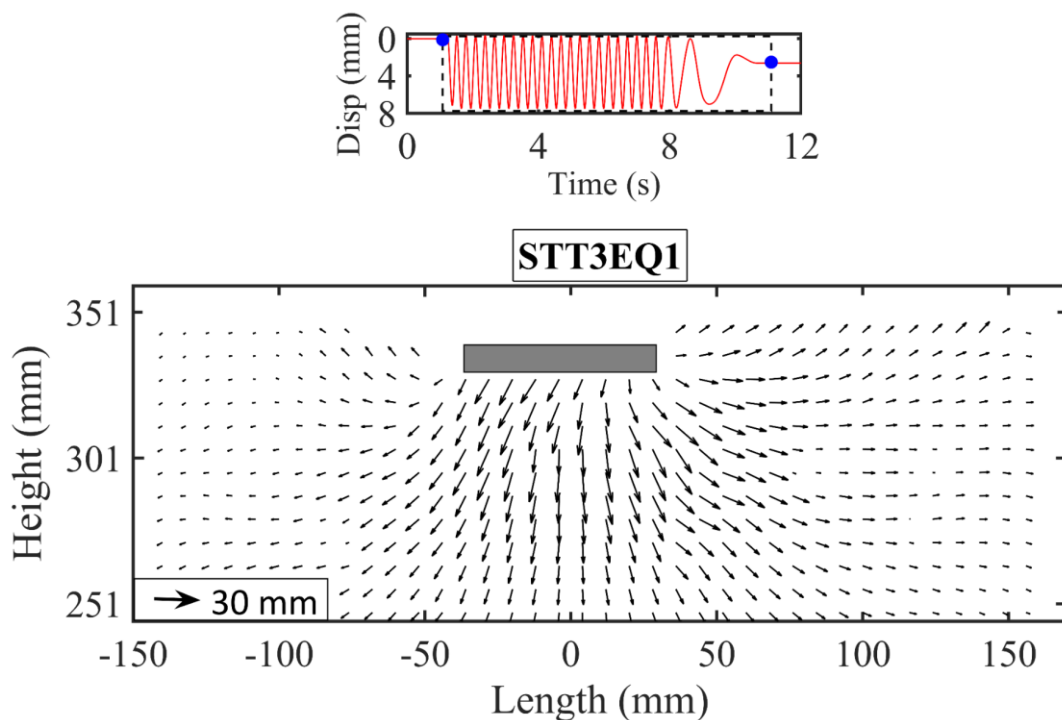 Disp (mm)
0
4
8
0 4 8 12
Time (s)
STT3EQ1
Height (mm)
351
301
251
30 mm
-150 -100 -50 0 50 100 150
Length (mm)